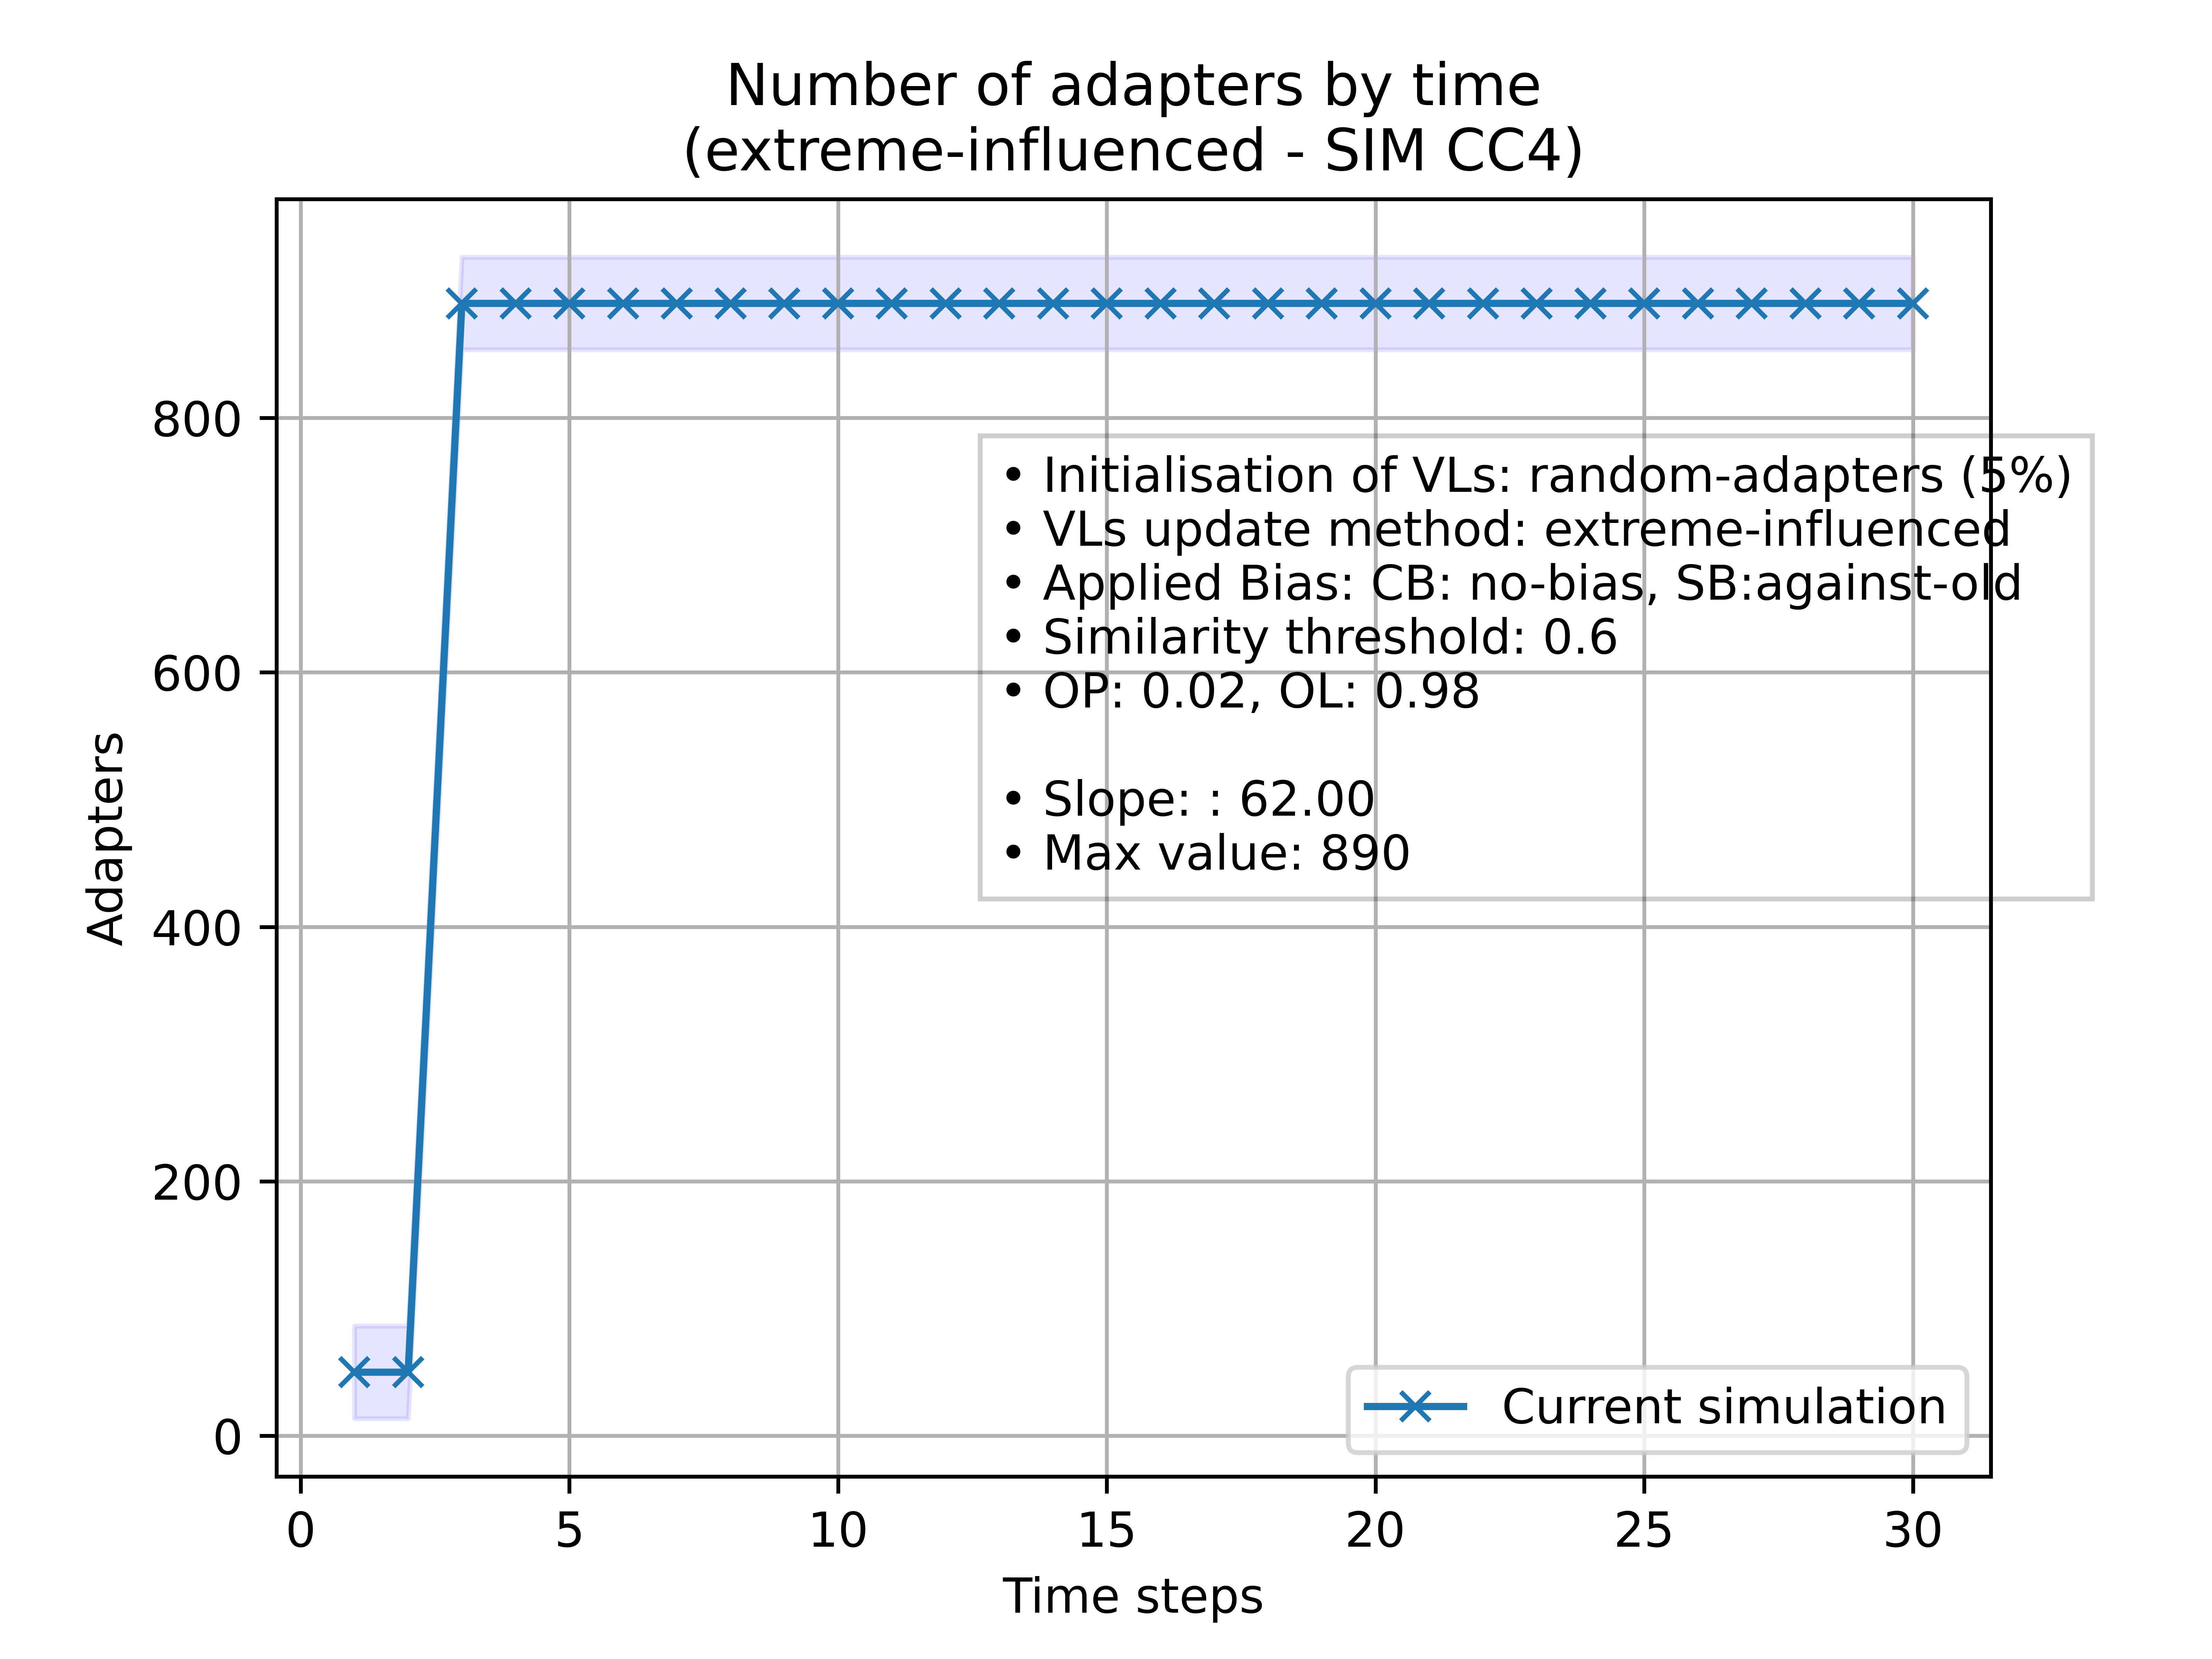 Number of adapters by time
(extreme-influenced - SIM CC4)
800
600
400
200
0
Adapters
• Initialisation of VLs: random-adapters (5%)
• VLs update method: extreme-influenced
• Applied Bias: CB: no-bias, SB:against-old
• Similarity threshold: 0.6
• OP: 0.02, OL: 0.98
• Slope: : 62.00
• Max value: 890
Current simulation
0 5 10 15 20 25 30
Time steps